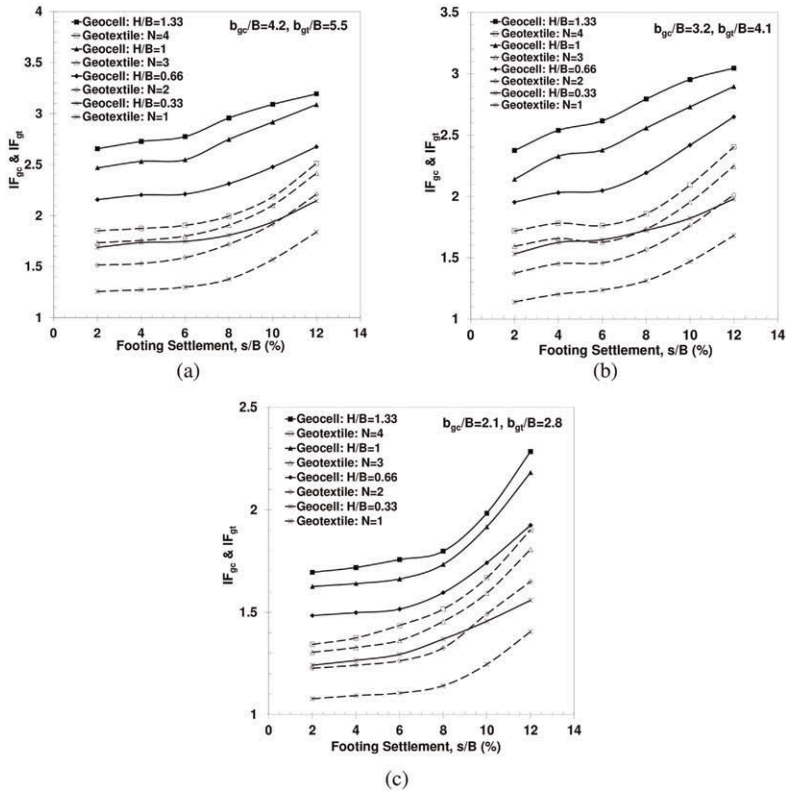 Geocell: H/B=1.33
Geotextile: N=4
Geocell: H/B=1
Geotextile: N=3
Geocell: H/B=0.66
Geotextile: N=2
Geocell: H/B=0.33
Geotextile: N=1
b_gc/B=4.2, b_gt/B=5.5
4
3.5
3
2.5
2
1.5
1
IF_gc & IF_gt
0 2 4 6 8 10 12 14
Footing Settlement, s/B (%)
(a)
Geocell: H/B=1.33
Geotextile: N=4
Geocell: H/B=1
Geotextile: N=3
Geocell: H/B=0.66
Geotextile: N=2
Geocell: H/B=0.33
Geotextile: N=1
b_gc/B=3.2, b_gt/B=4.1
3.5
3
2.5
2
1.5
1
IF_gc & IF_gt
0 2 4 6 8 10 12 14
Footing Settlement, s/B (%)
(b)
Geocell: H/B=1.33
Geotextile: N=4
Geocell: H/B=1
Geotextile: N=3
Geocell: H/B=0.66
Geotextile: N=2
Geocell: H/B=0.33
Geotextile: N=1
b_gc/B=2.1, b_gt/B=2.8
2.5
2
1.5
1
IF_gc & IF_gt
0 2 4 6 8 10 12 14
Footing Settlement, s/B (%)
(c)